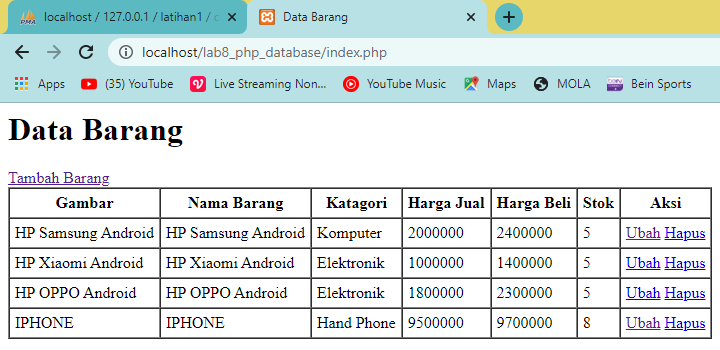 localhost / 127.0.0.1 / latihan1 /
Data Barang
localhost/lab8_php_database/index.php
Apps (35) YouTube Live Streaming Non... YouTube Music Maps MOLA Bein Sports
Data Barang
Tambah Barang
Gambar Nama Barang Katagori Harga Jual Harga Beli Stok Aksi
HP Samsung Android HP Samsung Android Komputer 2000000 2400000 5 Ubah Hapus
HP Xiaomi Android HP Xiaomi Android Elektronik 1000000 1400000 5 Ubah Hapus
HP OPPO Android HP OPPO Android Elektronik 1800000 2300000 5 Ubah Hapus
IPHONE IPHONE Hand Phone 9500000 9700000 8 Ubah Hapus